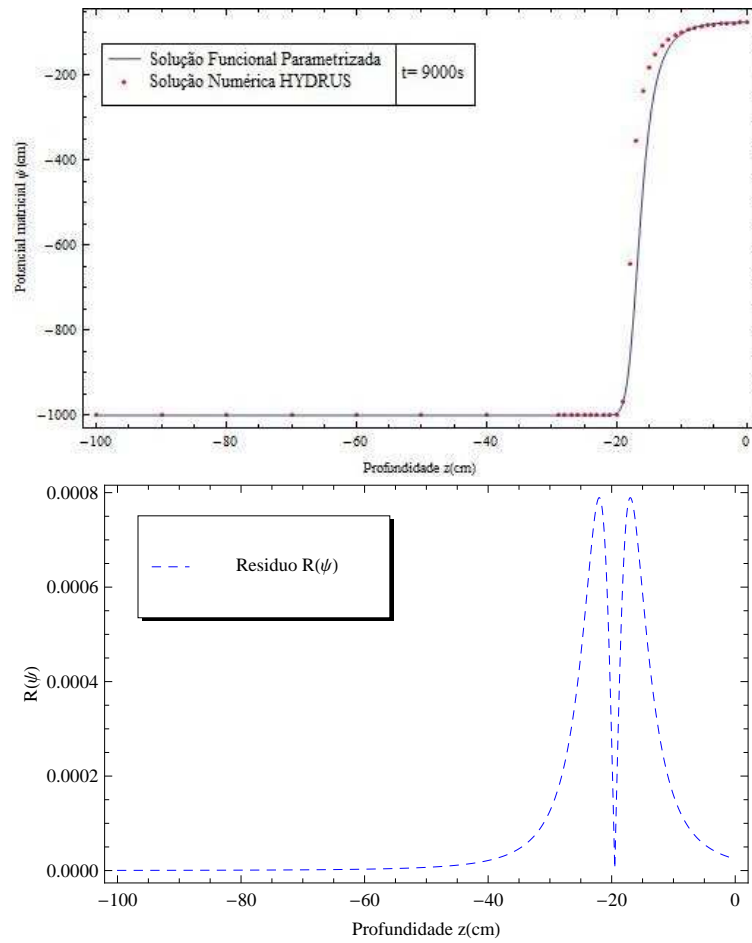 Solução Funcional Parametrizada
Solução Numérica HYDRUS
t= 9000s
Potencial matricial ψ(cm)
−200
−400
−600
−800
−1000
−100
−80
−60
−40
−20
0
Profundidade z(cm)
Residuo R(ψ)
R(ψ)
0.0008
0.0006
0.0004
0.0002
0.0000
−100
−80
−60
−40
−20
0
Profundidade z(cm)